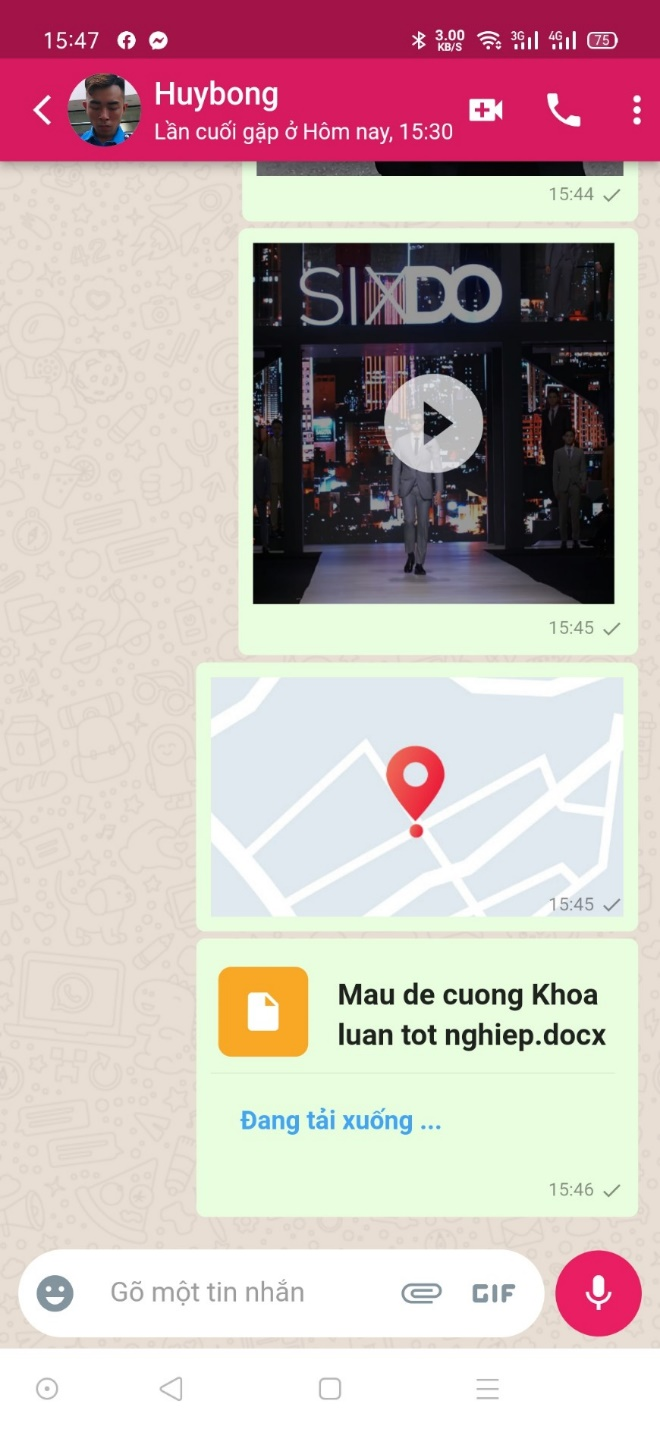 15:47 3.00 KB/S 3G 4G 75
Huybong
Lần cuối gặp ở Hôm nay, 15:30
15:44
SIXDO
15:45
15:45
Mau de cuong Khoa
luan tot nghiep.docx
Đang tải xuống ...
15:46
Gõ một tin nhắn GIF